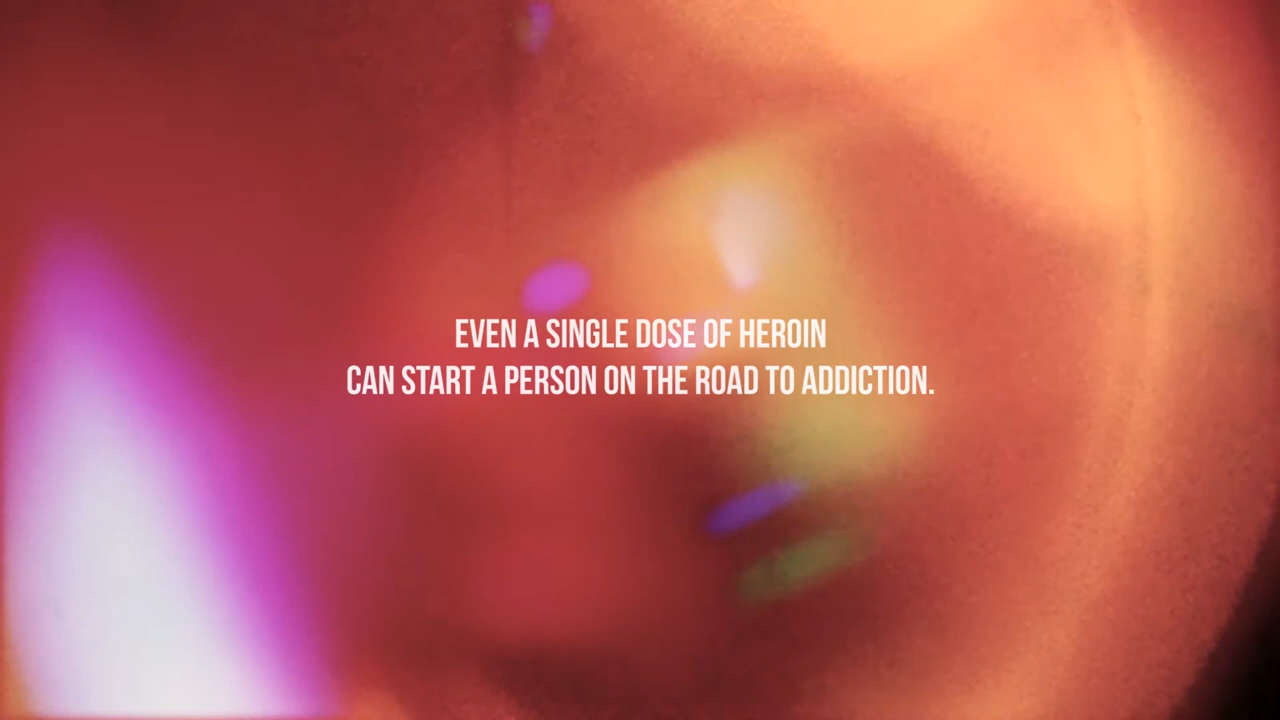 EVEN A SINGLE DOSE OF HEROIN
CAN START A PERSON ON THE ROAD TO ADDICTION.